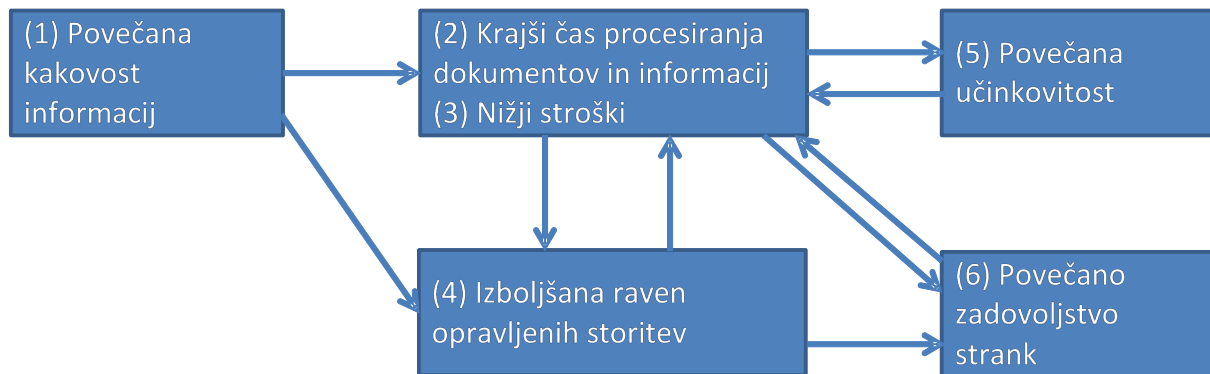 (1) Povečana
kakovost
informacij
(2) Krajši čas procesiranja
dokumentov in informacij
(3) Nižji stroški
(5) Povečana
učinkovitost
(4) Izboljšana raven
opravljenih storitev
(6) Povečano
zadovoljstvo
strank